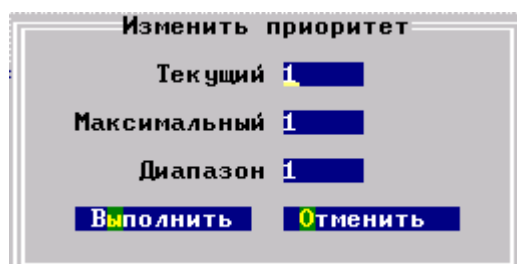 Изменить приоритет
Текущий 1
Максимальный 1
Диапазон 1
Выполнить Отменить